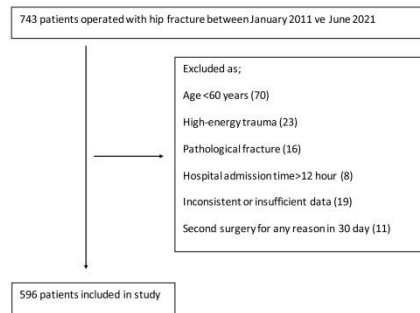 743 patients operated with hip fracture between January 2011 ve June 2021
Excluded as;
Age <60 years (70)
High-energy trauma (23)
Pathological fracture (16)
Hospital admission time>12 hour (8)
Inconsistent or insufficient data (19)
Second surgery for any reason in 30 day (11)
596 patients included in study